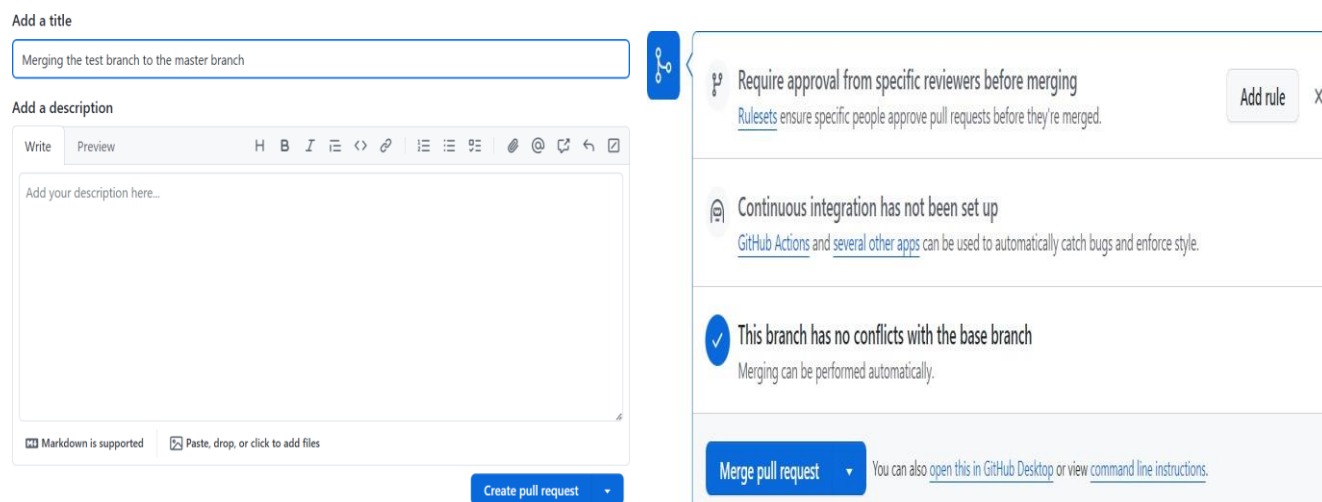 Add a title
Merging the test branch to the master branch
Add a description
Write Preview H B I
Add your description here...
Markdown is supported Paste, drop, or click to add files
Create pull request
Require approval from specific reviewers before merging
Rulesets ensure specific people approve pull requests before they're merged.
Add rule
Continuous integration has not been set up
GitHub Actions and several other apps can be used to automatically catch bugs and enforce style.
This branch has no conflicts with the base branch
Merging can be performed automatically.
Merge pull request You can also open this in GitHub Desktop or view command line instructions.